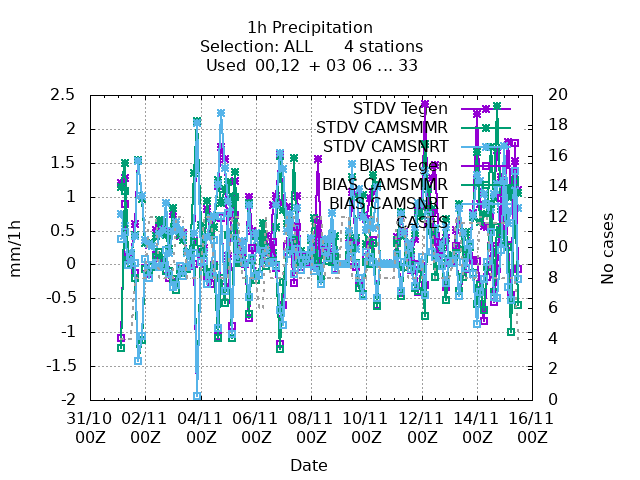 1h Precipitation
Selection: ALL 4 stations
Used 00,12 + 03 06 ... 33
2.5
2
1.5
1
0.5
0
-0.5
-1
-1.5
-2
mm/1h
20
18
16
14
12
10
8
6
4
2
0
No cases
STDV Tegen
STDV CAMSMMR
STDV CAMSNRT
BIAS Tegen
BIAS CAMSMMR
BIAS CAMSNRT
CASES
31/10 02/11 04/11 06/11 08/11 10/11 12/11 14/11 16/11
00Z 00Z 00Z 00Z 00Z 00Z 00Z 00Z 00Z
Date